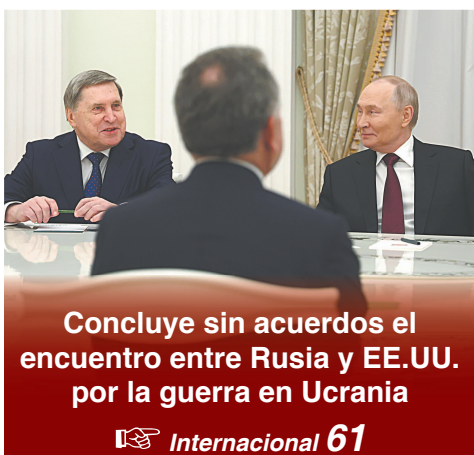 Concluye sin acuerdos el
encuentro entre Rusia y EE.UU.
por la guerra en Ucrania
☞ Internacional 61